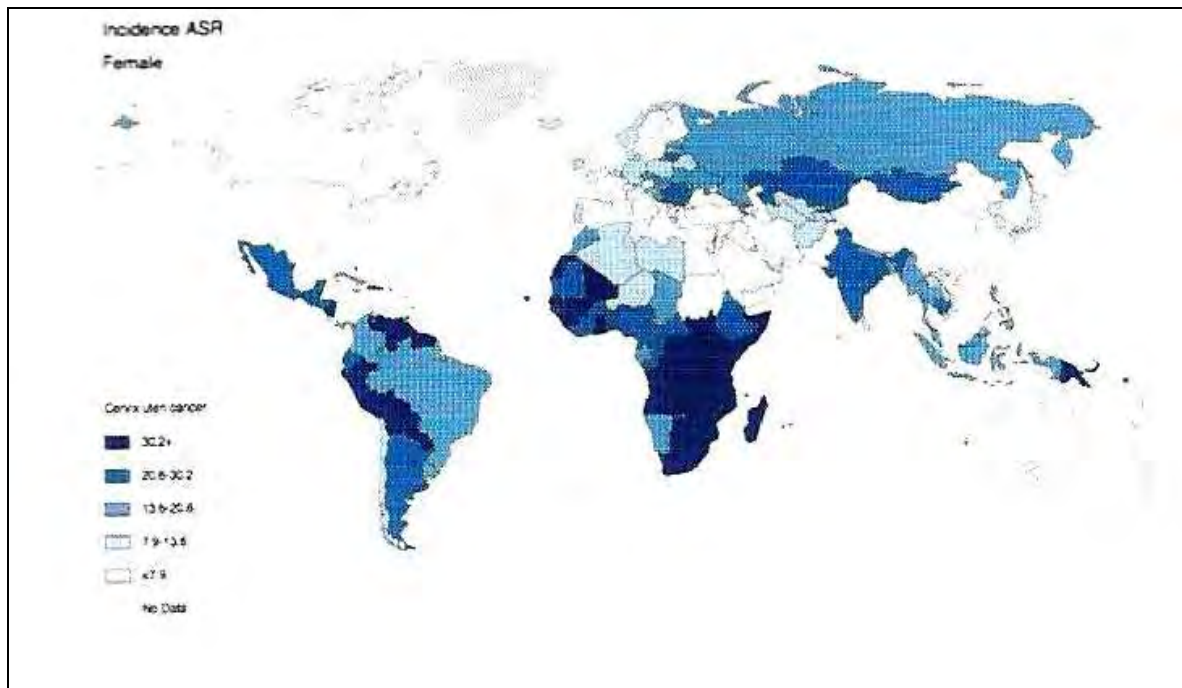 Incidence ASR
Female
Cervix uteri cancer
30.2+
20.6-30.2
13.6-20.6
7.9-13.6
<7.9
No Data